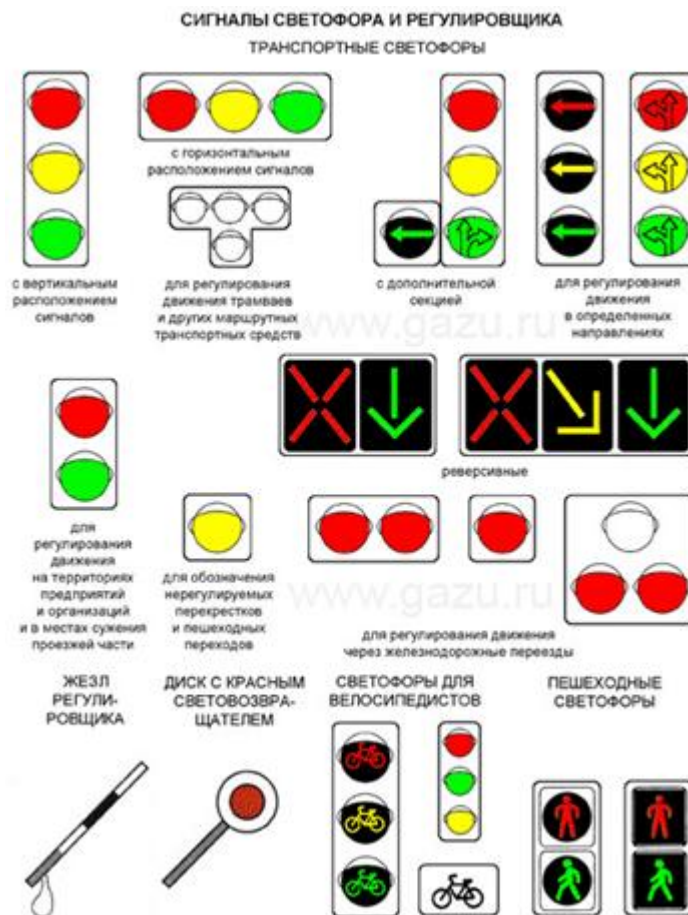 СИГНАЛЫ СВЕТОФОРА И РЕГУЛИРОВЩИКА
ТРАНСПОРТНЫЕ СВЕТОФОРЫ
с вертикальным
расположением
сигналов
с горизонтальным
расположением сигналов
для регулирования
движения трамваев
и других маршрутных
транспортных средств
с дополнительной
секцией
для регулирования
движения
в определенных
направлениях
www.gazu.ru
реверсивные
для
регулирования
движения
на территориях
предприятий
и организаций
и в местах сужения
проезжей части
для обозначения
нерегулируемых
перекрестков
и пешеходных
переходов
www.gazu.ru
для регулирования движения
через железнодорожные переезды
ЖЕЗЛ
РЕГУЛИ-
РОВЩИКА
ДИСК С КРАСНЫМ
СВЕТОВОЗВРА-
ЩАТЕЛЕМ
СВЕТОФОРЫ ДЛЯ
ВЕЛОСИПЕДИСТОВ
ПЕШЕХОДНЫЕ
СВЕТОФОРЫ